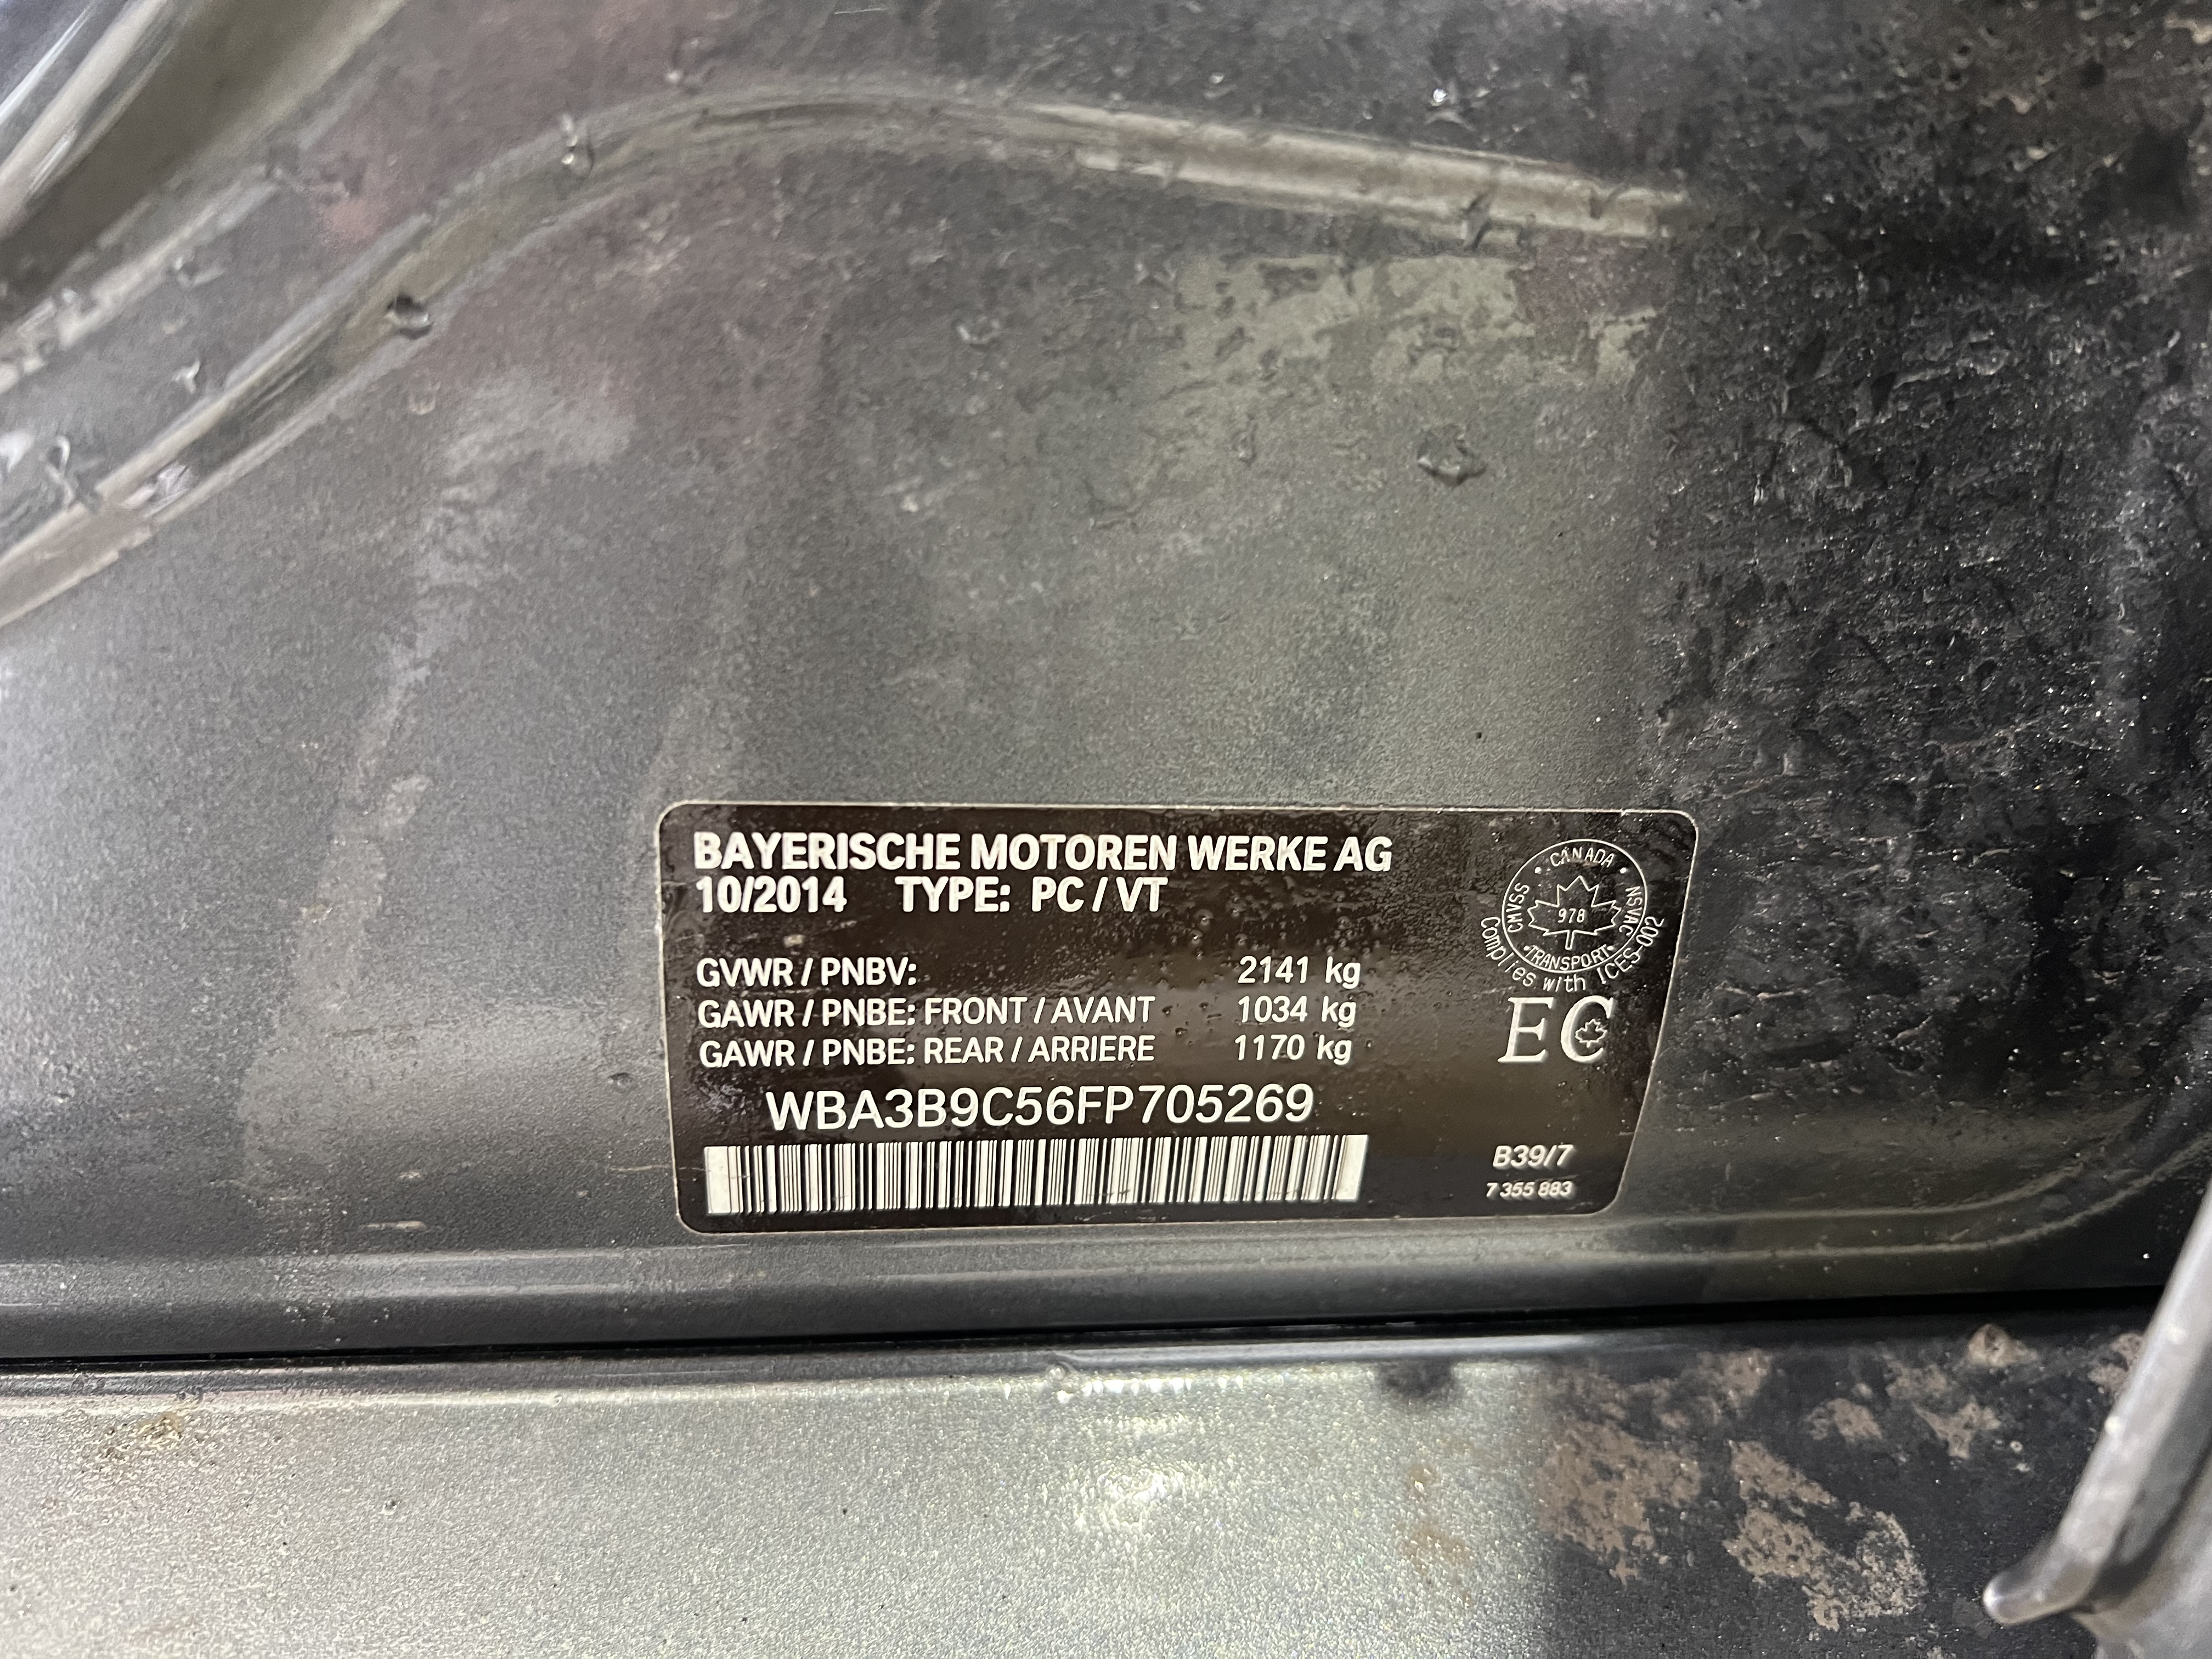 BAYERISCHE MOTOREN WERKE AG
10/2014 TYPE: PC / VT
GVWR / PNBV: 2141 kg
GAWR / PNBE: FRONT / AVANT 1034 kg
GAWR / PNBE: REAR / ARRIERE 1170 kg
WBA3B9C56FP705269
CANADA
CMVSS
978
NSVAC
TRANSPORT
Complies with ICES-002
EC
B39/7
7 355 883